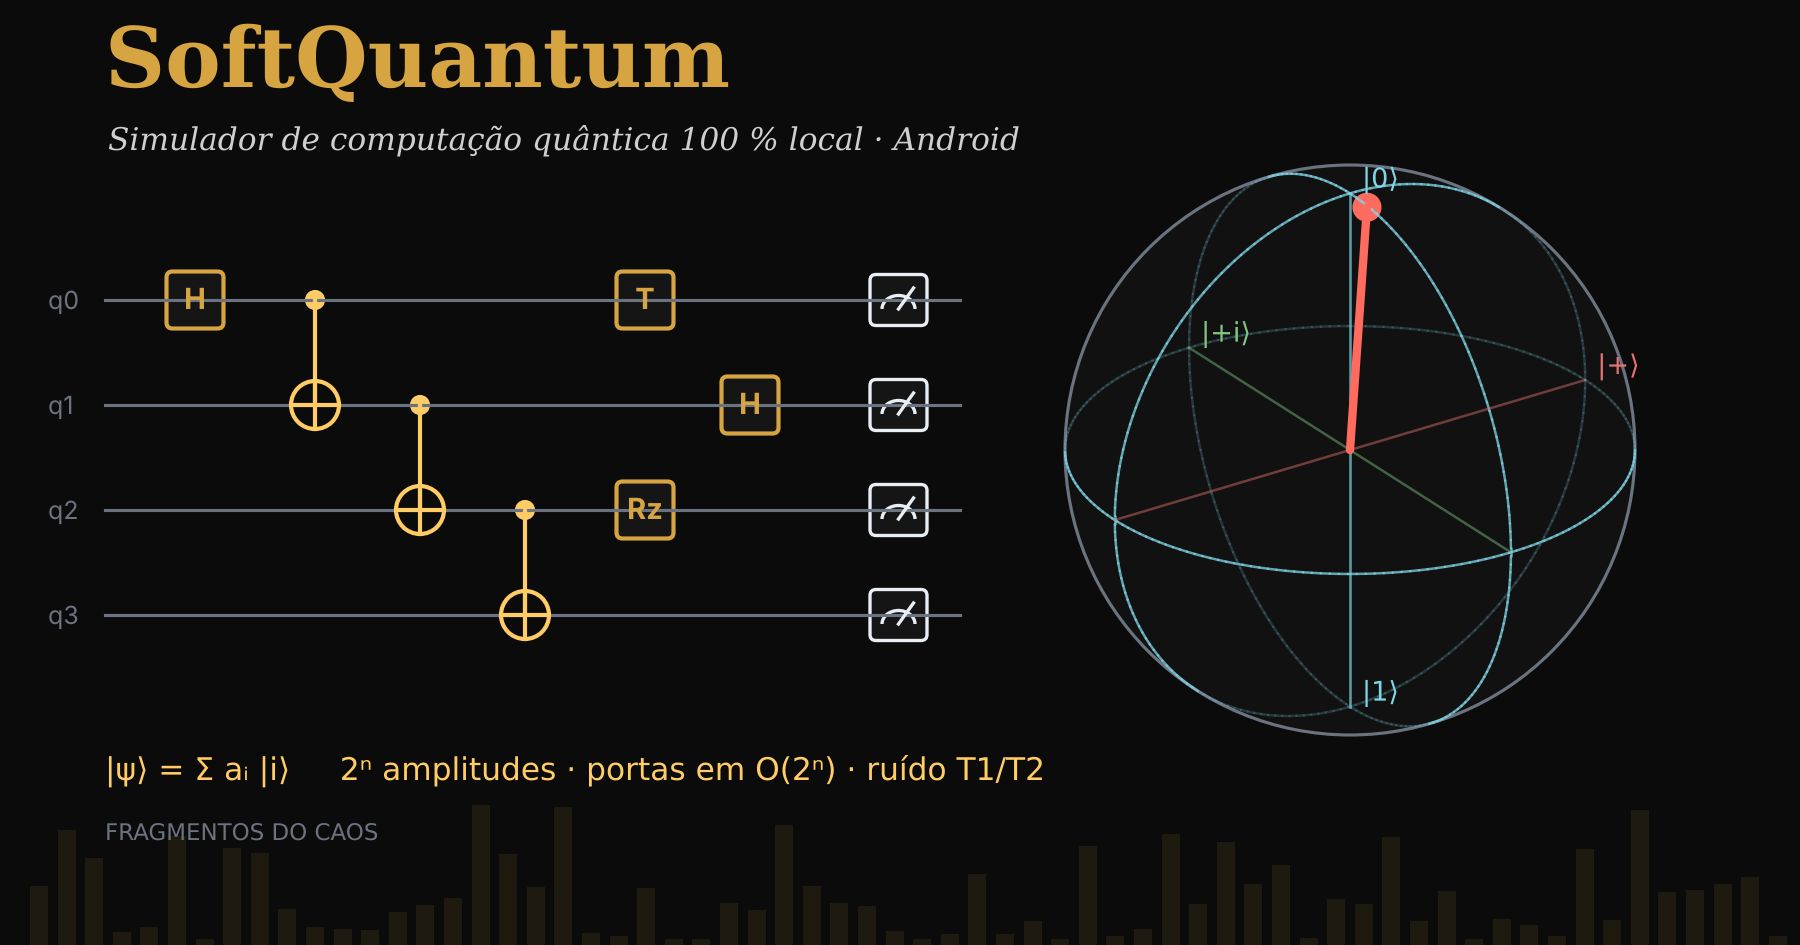 SoftQuantum
Simulador de computação quântica 100 % local · Android
|0⟩
|+i⟩
|+⟩
|1⟩
q0 H T
q1 H
q2 Rz
q3
|ψ⟩ = Σ aᵢ |i⟩ 2ⁿ amplitudes · portas em O(2ⁿ) · ruído T1/T2
FRAGMENTOS DO CAOS